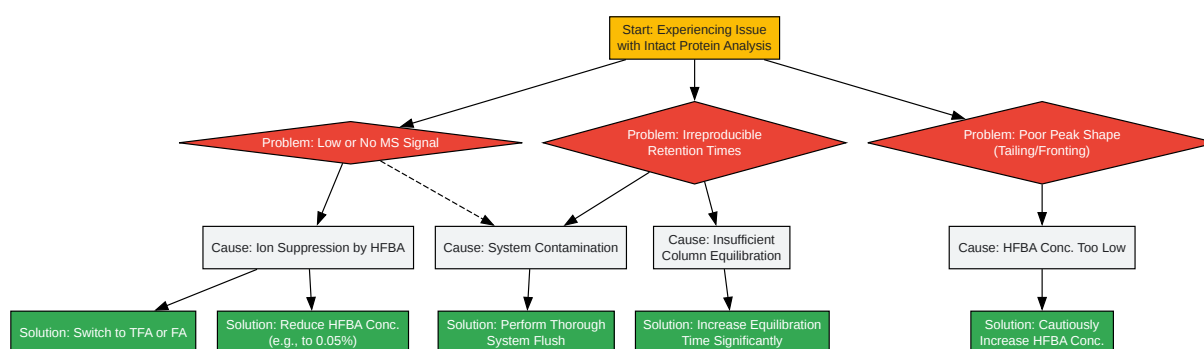 Start: Experiencing Issue
with Intact Protein Analysis
Problem: Low or No MS Signal
Problem: Irreproducible
Retention Times
Problem: Poor Peak Shape
(Tailing/Fronting)
Cause: Ion Suppression by HFBA
Cause: System Contamination
Cause: Insufficient
Column Equilibration
Cause: HFBA Conc. Too Low
Solution: Switch to TFA or FA
Solution: Reduce HFBA Conc.
(e.g., to 0.05%)
Solution: Perform Thorough
System Flush
Solution: Increase Equilibration
Time Significantly
Solution: Cautiously
Increase HFBA Conc.